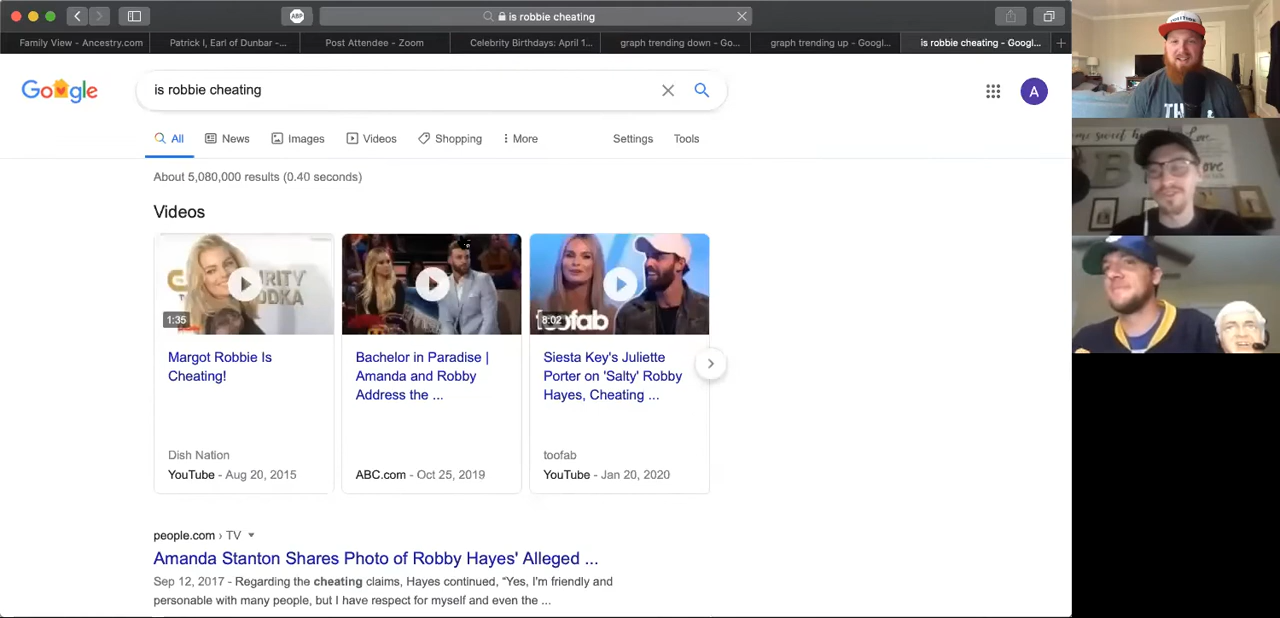 is robbie cheating
Family View - Ancestry.com
Patrick I, Earl of Dunbar -...
Post Attendee - Zoom
Celebrity Birthdays: April 1...
graph trending down - Go...
graph trending up - Googl...
is robbie cheating - Googl...
Google
is robbie cheating
A
All
News
Images
Videos
Shopping
More
Settings
Tools
About 5,080,000 results (0.40 seconds)
Videos
1:35
8:02
toofab
Margot Robbie Is
Cheating!
Dish Nation
YouTube - Aug 20, 2015
Bachelor in Paradise |
Amanda and Robby
Address the ...
ABC.com - Oct 25, 2019
Siesta Key's Juliette
Porter on 'Salty' Robby
Hayes, Cheating ...
toofab
YouTube - Jan 20, 2020
people.com › TV
Amanda Stanton Shares Photo of Robby Hayes' Alleged ...
Sep 12, 2017 - Regarding the cheating claims, Hayes continued, "Yes, I'm friendly and
personable with many people, but I have respect for myself and even the ...